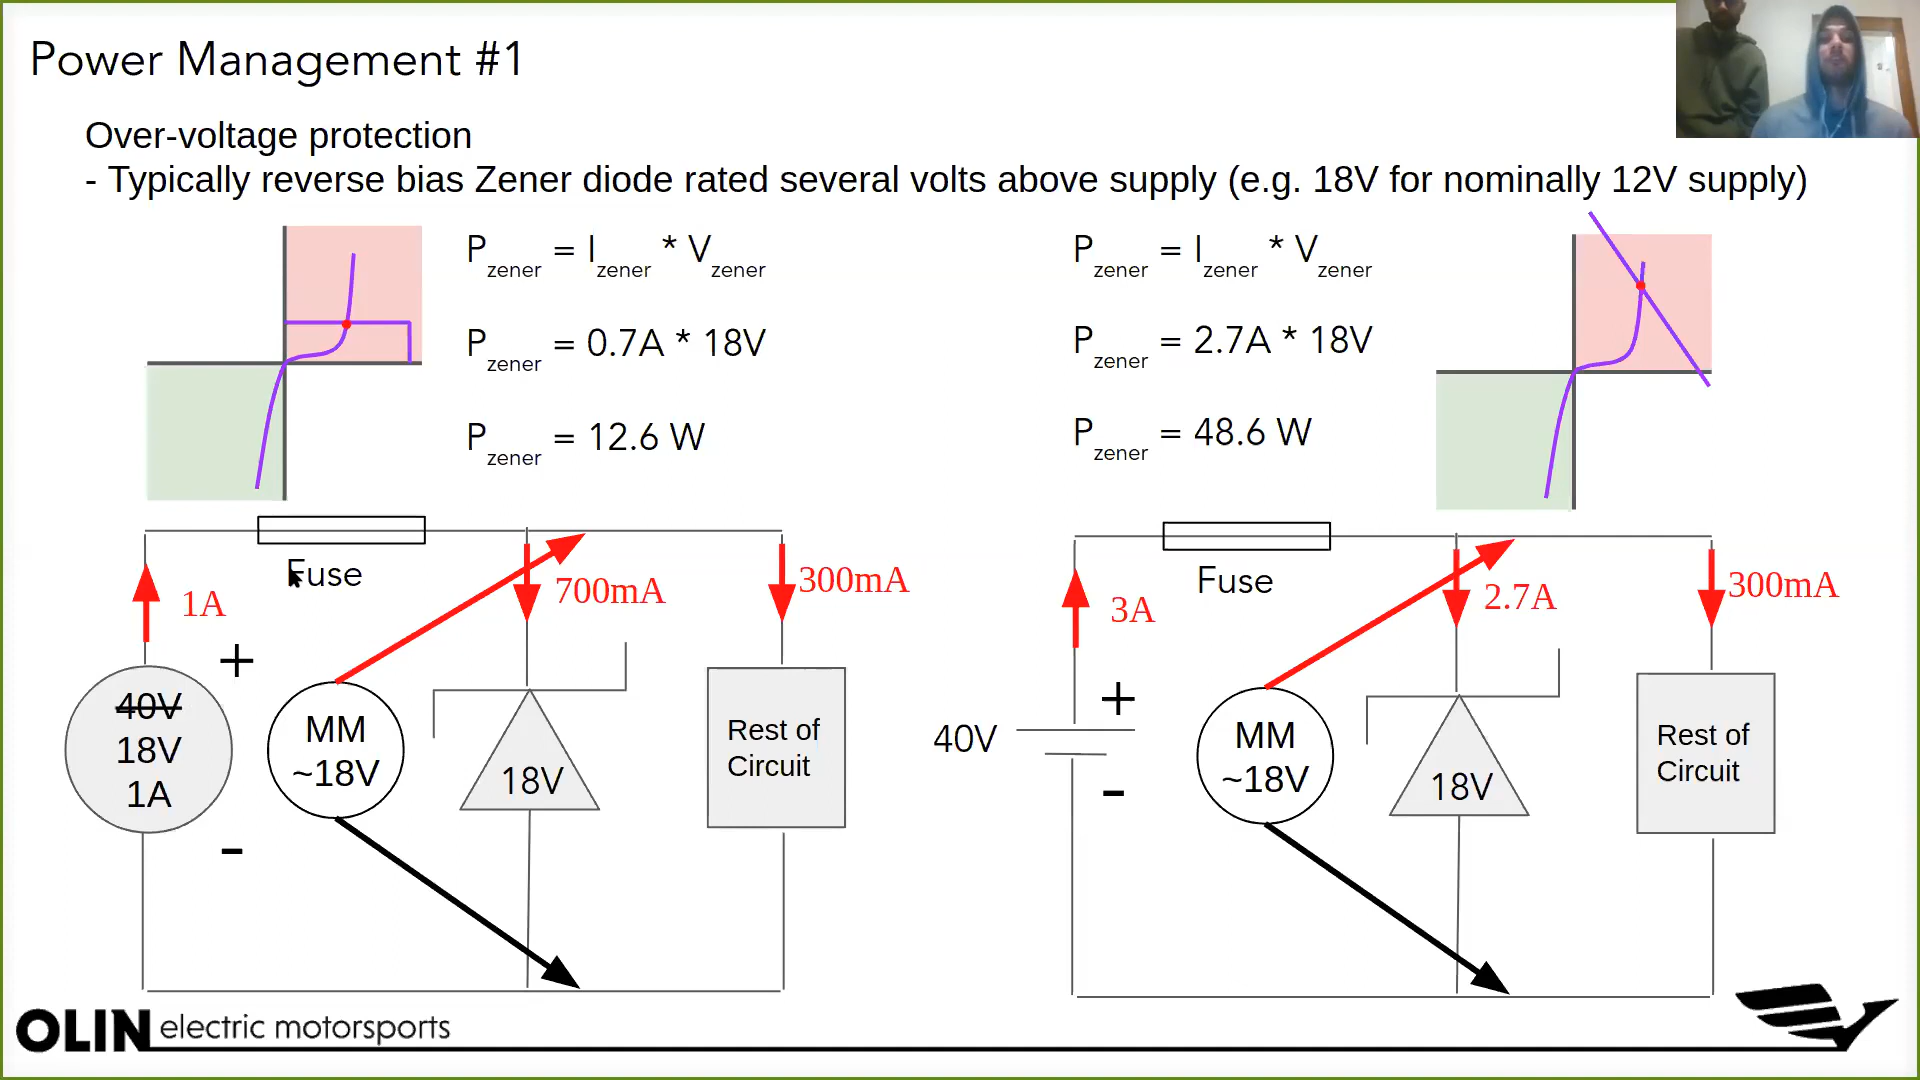 Power Management #1
Over-voltage protection
- Typically reverse bias Zener diode rated several volts above supply (e.g. 18V for nominally 12V supply)
P zener = I zener * V zener
P zener = 0.7A * 18V
P zener = 12.6 W
P zener = I zener * V zener
P zener = 2.7A * 18V
P zener = 48.6 W
Fuse
1A
700mA
300mA
+
40V
18V
1A
-
MM
~18V
18V
Rest of
Circuit
Fuse
3A
2.7A
300mA
40V
+
-
MM
~18V
18V
Rest of
Circuit
OLIN electric motorsports